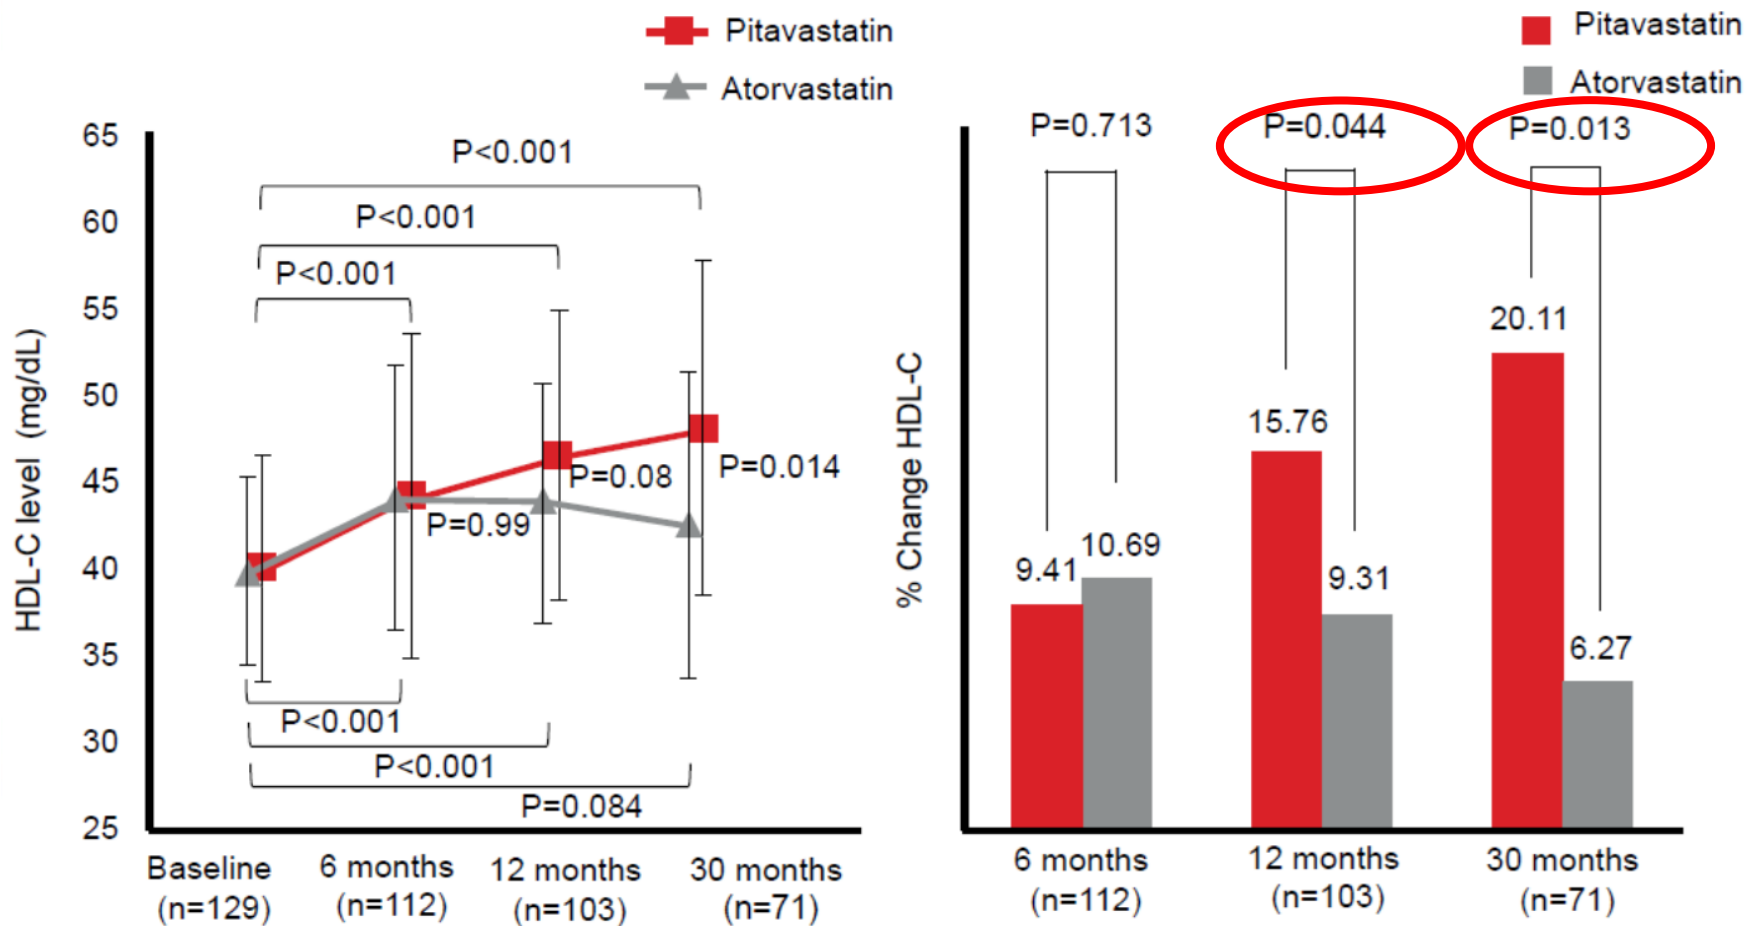 Pitavastatin
Atorvastatin
65
60
55
50
45
40
35
30
25
HDL-C level (mg/dL)
P<0.001
P<0.001
P<0.001
P=0.08
P=0.014
P=0.99
P<0.001
P<0.001
P=0.084
Baseline
(n=129)
6 months
(n=112)
12 months
(n=103)
30 months
(n=71)
Pitavastatin
Atorvastatin
P=0.713
P=0.044
P=0.013
% Change HDL-C
9.41
10.69
15.76
9.31
20.11
6.27
6 months
(n=112)
12 months
(n=103)
30 months
(n=71)